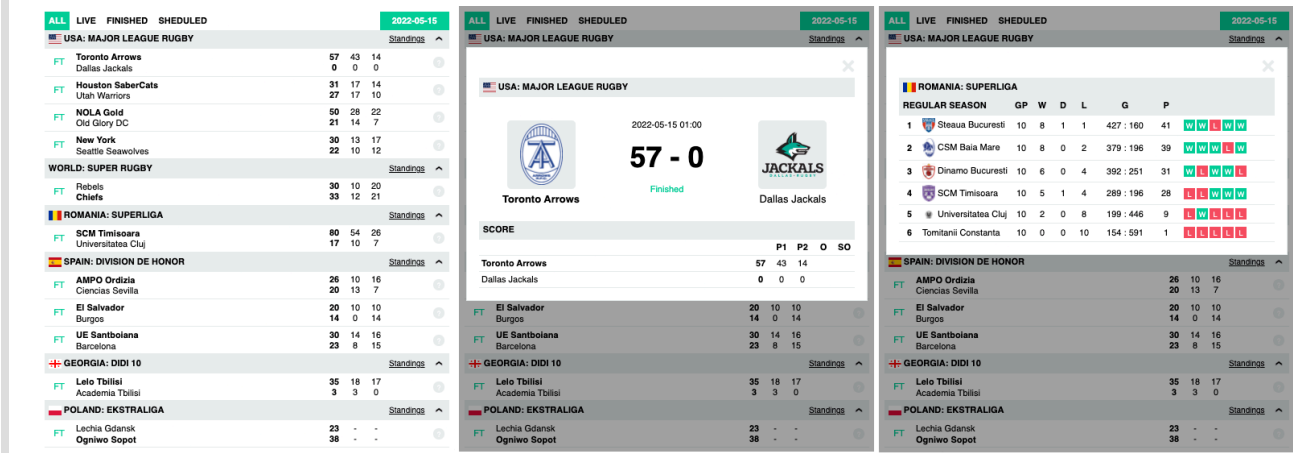 ALL LIVE FINISHED SHEDULED 2022-05-15
USA: MAJOR LEAGUE RUGBY Standings
FT Toronto Arrows 57 43 14
Dallas Jackals 0 0 0
FT Houston SaberCats 31 17 14
Utah Warriors 27 17 10
FT NOLA Gold 50 28 22
Old Glory DC 21 14 7
FT New York 30 13 17
Seattle Seawolves 22 10 12
WORLD: SUPER RUGBY Standings
FT Rebels 30 10 20
Chiefs 33 12 21
ROMANIA: SUPERLIGA Standings
FT SCM Timisoara 80 54 26
Universitatea Cluj 17 10 7
SPAIN: DIVISION DE HONOR Standings
FT AMPO Ordizia 26 10 16
Ciencias Sevilla 20 13 7
FT El Salvador 20 10 10
Burgos 14 0 14
FT UE Santboiana 30 14 16
Barcelona 23 8 15
GEORGIA: DIDI 10 Standings
FT Lelo Tbilisi 35 18 17
Academia Tbilisi 3 3 0
POLAND: EKSTRALIGA Standings
FT Lechia Gdansk 23 - -
Ogniwo Sopot 38 - -
ALL LIVE FINISHED SHEDULED 2022-05-15
USA: MAJOR LEAGUE RUGBY Standings
USA: MAJOR LEAGUE RUGBY
2022-05-15 01:00
57 - 0
JACKALS
DALLAS-RUGBY
Finished
Toronto Arrows Dallas Jackals
SCORE
P1 P2 O SO
Toronto Arrows 57 43 14
Dallas Jackals 0 0 0
FT El Salvador 20 10 10
Burgos 14 0 14
FT UE Santboiana 30 14 16
Barcelona 23 8 15
GEORGIA: DIDI 10 Standings
FT Lelo Tbilisi 35 18 17
Academia Tbilisi 3 3 0
POLAND: EKSTRALIGA Standings
FT Lechia Gdansk 23 - -
Ogniwo Sopot 38 - -
ALL LIVE FINISHED SHEDULED 2022-05-15
USA: MAJOR LEAGUE RUGBY Standings
ROMANIA: SUPERLIGA
REGULAR SEASON GP W D L G P
1 Steaua Bucuresti 10 8 1 1 427 : 160 41 W W L W W
2 CSM Baia Mare 10 8 0 2 379 : 196 39 W W W L W
3 Dinamo Bucuresti 10 6 0 4 392 : 251 31 W L W W L
4 SCM Timisoara 10 5 1 4 289 : 196 28 L L W W W
5 Universitatea Cluj 10 2 0 8 199 : 446 9 L W L L L
6 Tomitanii Constanta 10 0 0 10 154 : 591 1 L L L L L
SPAIN: DIVISION DE HONOR Standings
FT AMPO Ordizia 26 10 16
Ciencias Sevilla 20 13 7
FT El Salvador 20 10 10
Burgos 14 0 14
FT UE Santboiana 30 14 16
Barcelona 23 8 15
GEORGIA: DIDI 10 Standings
FT Lelo Tbilisi 35 18 17
Academia Tbilisi 3 3 0
POLAND: EKSTRALIGA Standings
FT Lechia Gdansk 23 - -
Ogniwo Sopot 38 - -